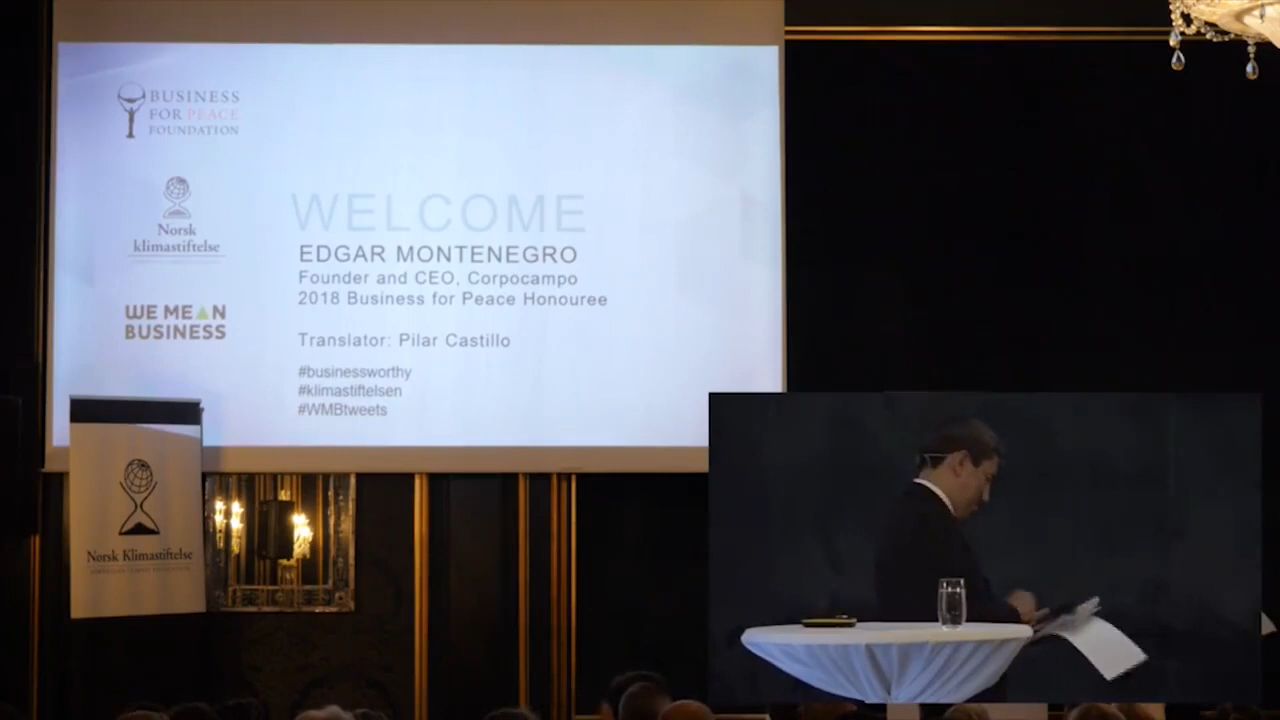 BUSINESS
FOR PEACE
FOUNDATION
Norsk
klimastiftelse
WE MEAN
BUSINESS
WELCOME
EDGAR MONTENEGRO
Founder and CEO, Corpocampo
2018 Business for Peace Honouree
Translator: Pilar Castillo
#businessworthy
#klimastiftelsen
#WMBtweets
Norsk Klimastiftelse